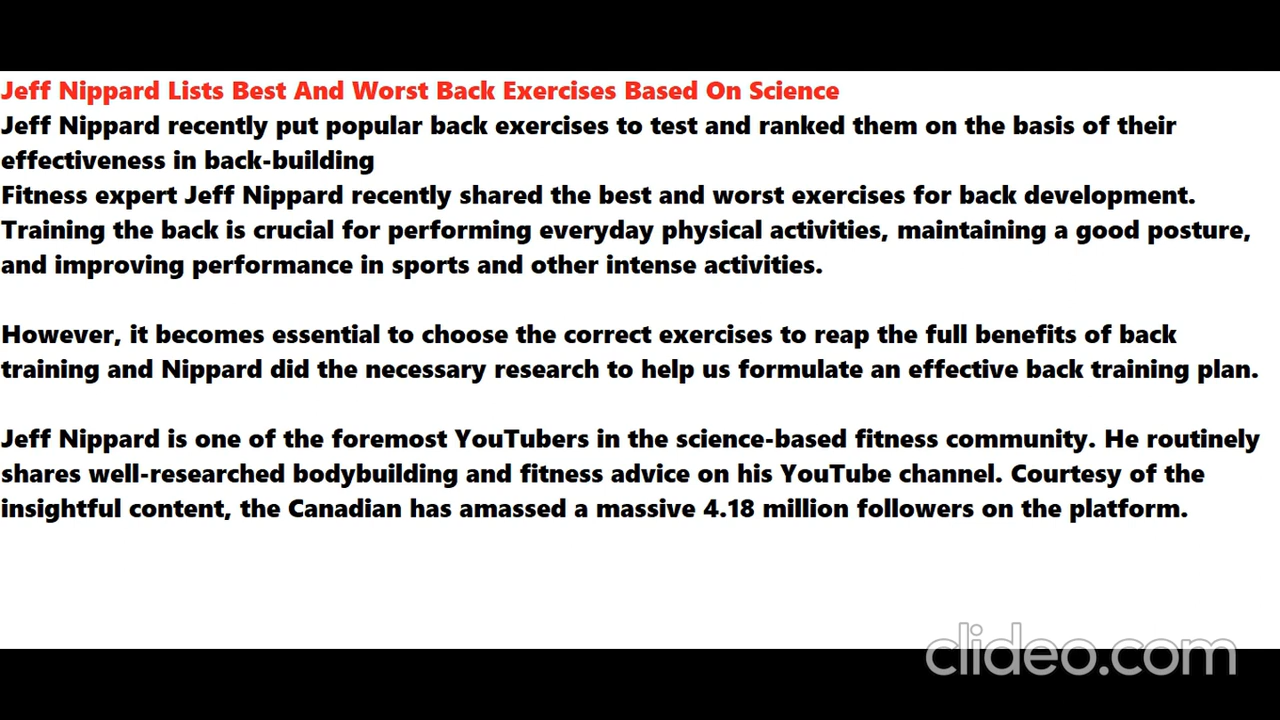 Jeff Nippard Lists Best And Worst Back Exercises Based On Science
Jeff Nippard recently put popular back exercises to test and ranked them on the basis of their
effectiveness in back-building
Fitness expert Jeff Nippard recently shared the best and worst exercises for back development.
Training the back is crucial for performing everyday physical activities, maintaining a good posture,
and improving performance in sports and other intense activities.
However, it becomes essential to choose the correct exercises to reap the full benefits of back
training and Nippard did the necessary research to help us formulate an effective back training plan.
Jeff Nippard is one of the foremost YouTubers in the science-based fitness community. He routinely
shares well-researched bodybuilding and fitness advice on his YouTube channel. Courtesy of the
insightful content, the Canadian has amassed a massive 4.18 million followers on the platform.
clideo.com